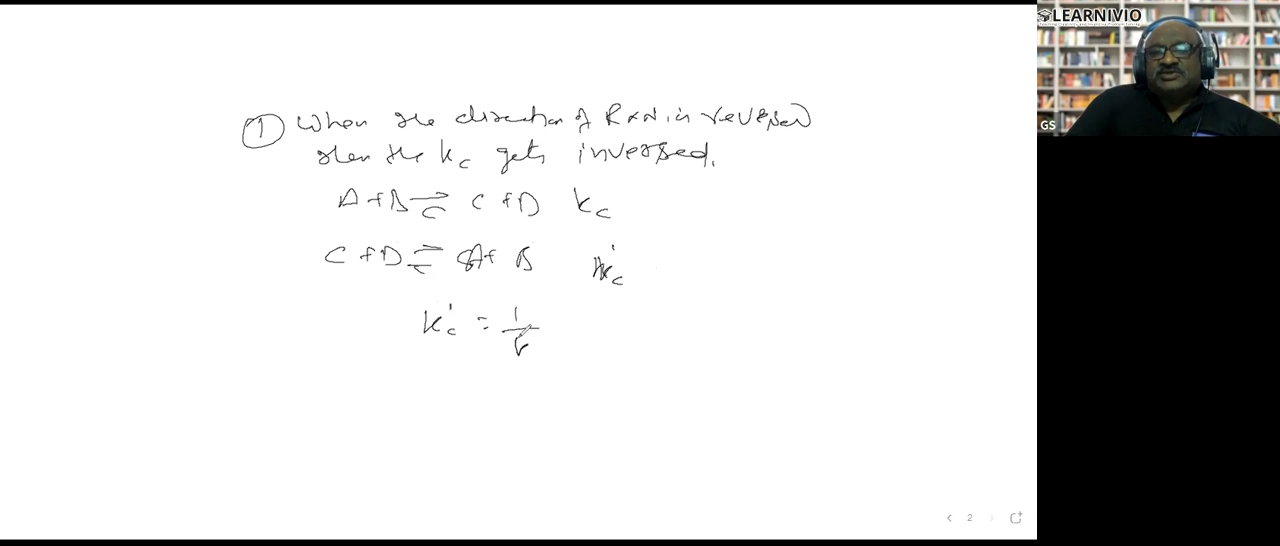 ① When the direction of Rxn is reversed
then the Kc gets inversed.
A + B ⇌ C + D Kc
C + D ⇌ A + B K'c
K'c = 1/
LEARNIVIO
GS
2